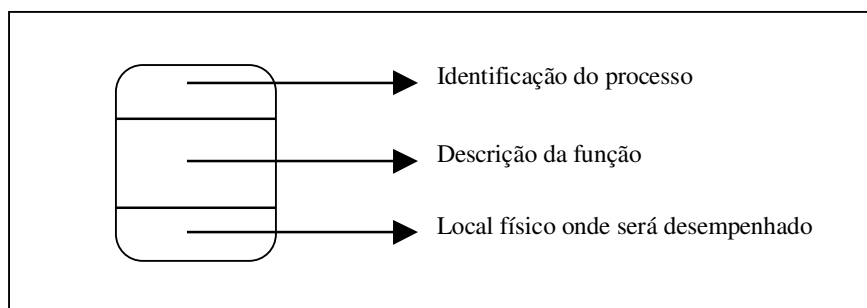 Identificação do processo
Descrição da função
Local físico onde será desempenhado